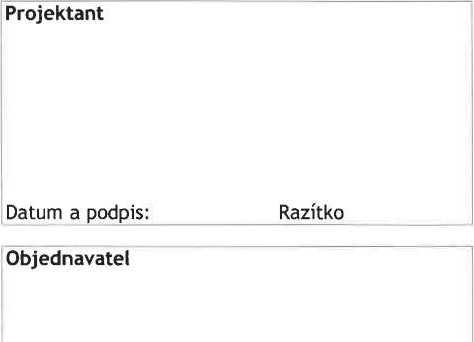 Projektant
Datum a podpis: Razítko
Objednavatel